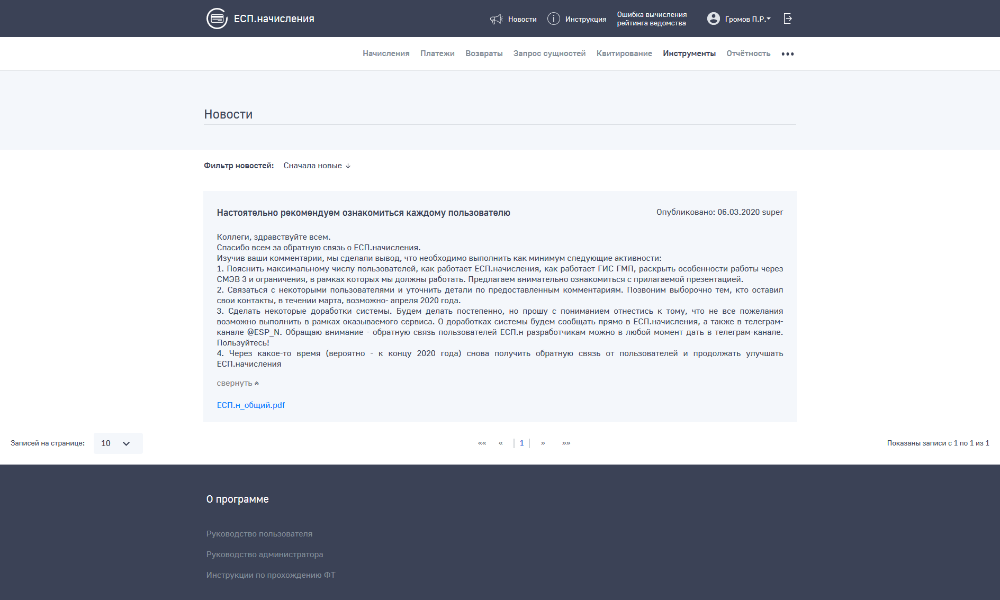 ЕСП.начисления
Новости
Инструкция
Ошибка вычисления
рейтинга ведомства
Громов П.Р.
Начисления Платежи Возвраты Запрос сущностей Квитирование Инструменты Отчётность •••
Новости
Фильтр новостей: Сначала новые ↓
Настоятельно рекомендуем ознакомиться каждому пользователю
Опубликовано: 06.03.2020 super
Коллеги, здравствуйте всем.
Спасибо всем за обратную связь о ЕСП.начисления.
Изучив ваши комментарии, мы сделали вывод, что необходимо выполнить как минимум следующие активности:
1. Пояснить максимальному числу пользователей, как работает ЕСП.начисления, как работает ГИС ГМП, раскрыть особенности работы через
СМЭВ 3 и ограничения, в рамках которых мы должны работать. Предлагаем внимательно ознакомиться с прилагаемой презентацией.
2. Связаться с некоторыми пользователями и уточнить детали по предоставленным комментариям. Позвоним выборочно тем, кто оставил
свои контакты, в течении марта, возможно- апреля 2020 года.
3. Сделать некоторые доработки системы. Будем делать постепенно, но прошу с пониманием отнестись к тому, что не все пожелания
возможно выполнить в рамках оказываемого сервиса. О доработках системы будем сообщать прямо в ЕСП.начисления, а также в телеграм-
канале @ESP_N. Обращаю внимание - обратную связь пользователей ЕСП.н разработчикам можно в любой момент дать в телеграм-канале.
Пользуйтесь!
4. Через какое-то время (вероятно - к концу 2020 года) снова получить обратную связь от пользователей и продолжать улучшать
ЕСП.начисления
свернуть
ЕСП.н_общий.pdf
Записей на странице: 10
«« « | 1 | » »»
Показаны записи с 1 по 1 из 1
О программе
Руководство пользователя
Руководство администратора
Инструкции по прохождению ФТ